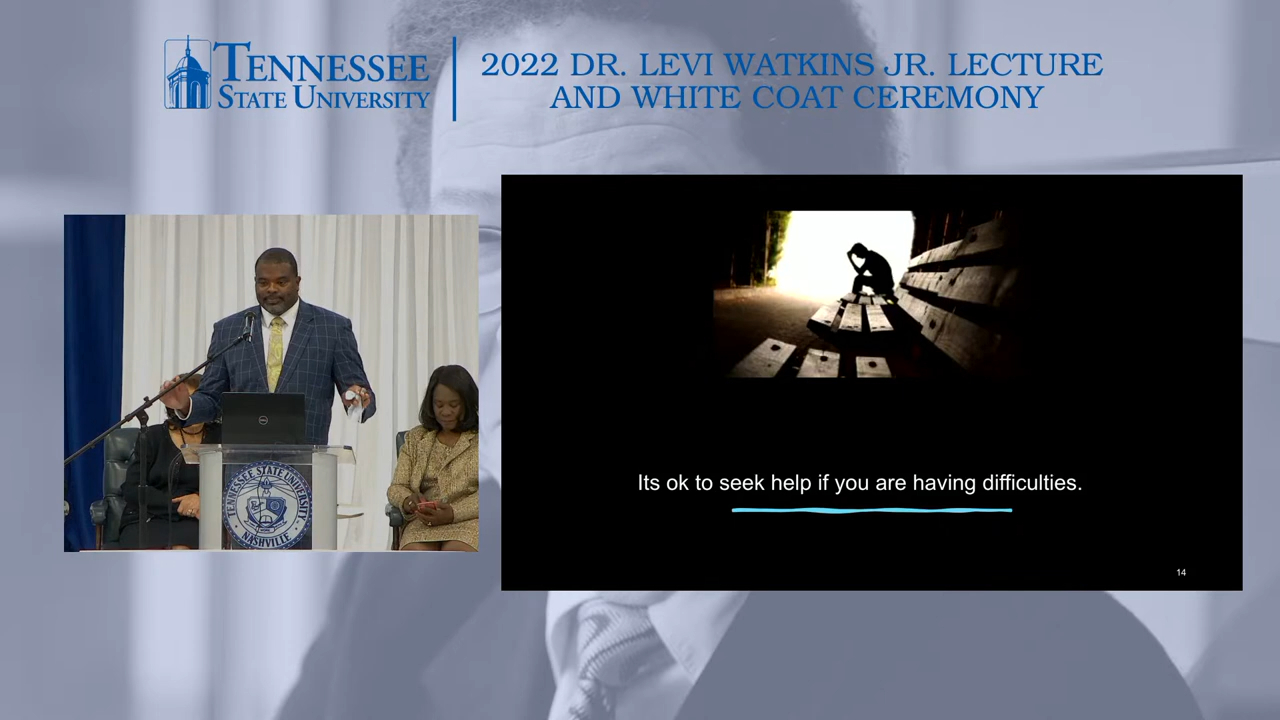 TENNESSEE
STATE UNIVERSITY
2022 DR. LEVI WATKINS JR. LECTURE
AND WHITE COAT CEREMONY
Its ok to seek help if you are having difficulties.
14
DELL
TENNESSEE STATE UNIVERSITY
NASHVILLE